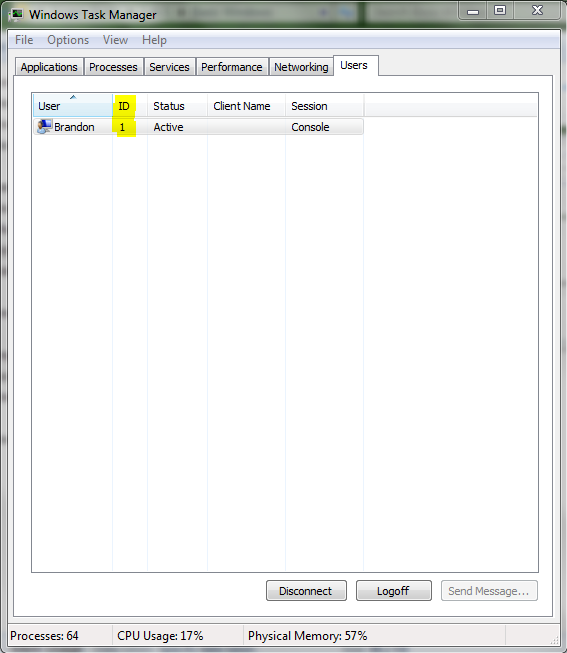 Windows Task Manager
File Options View Help
Applications Processes Services Performance Networking Users
User ID Status Client Name Session
Brandon 1 Active Console
Disconnect Logoff Send Message...
Processes: 64 CPU Usage: 17% Physical Memory: 57%